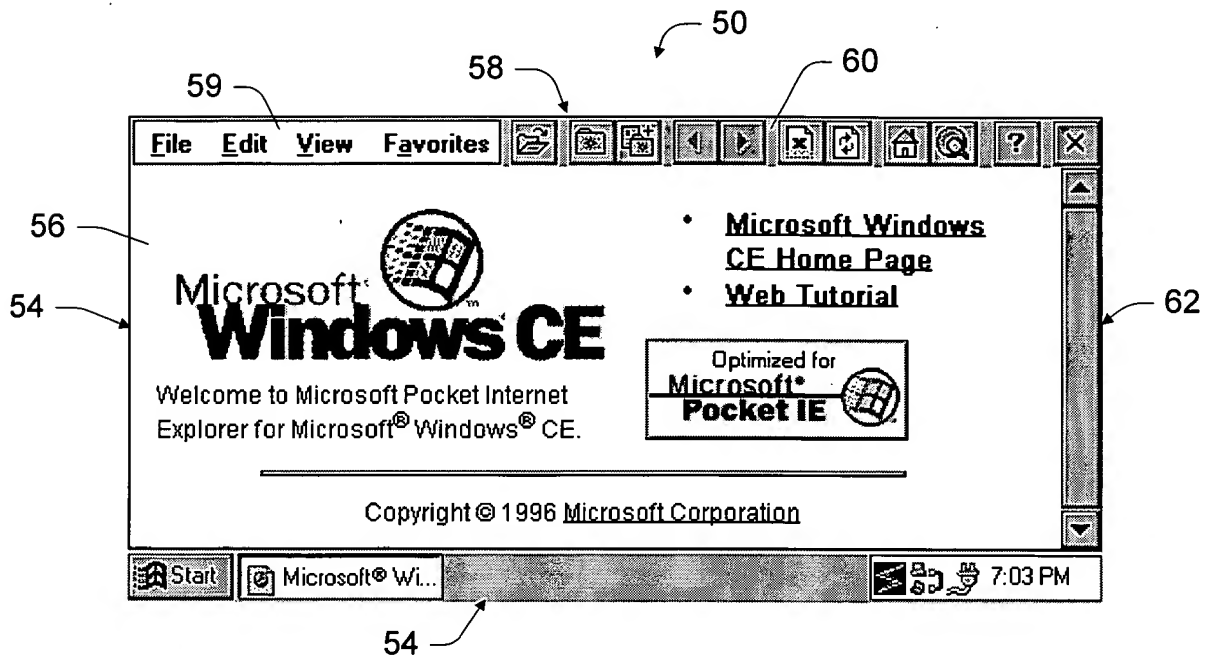 50
58
60
59
File Edit View Favorites ?
56
54
Microsoft
™
Windows CE
Welcome to Microsoft Pocket Internet
Explorer for Microsoft® Windows® CE.
• Microsoft Windows
CE Home Page
• Web Tutorial
62
Optimized for
Microsoft
Pocket IE
Copyright © 1996 Microsoft Corporation
Start Microsoft® Wi... 7:03 PM
54